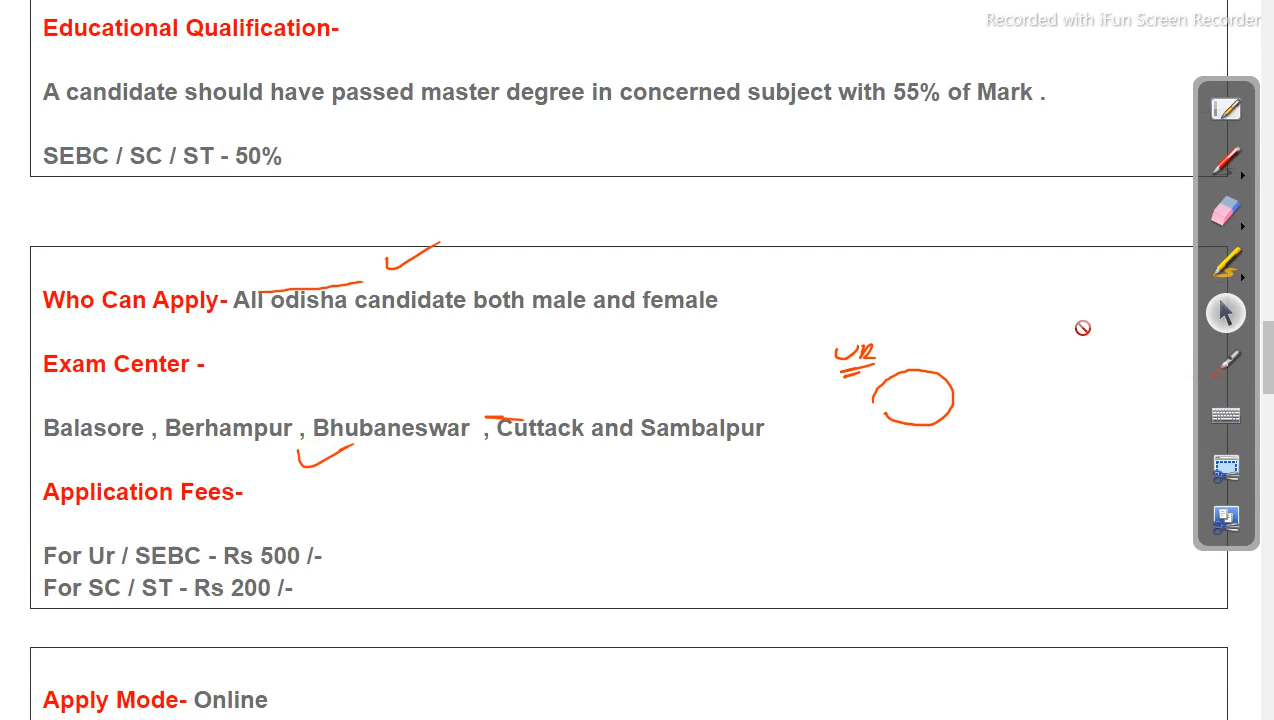 Recorded with iFun Screen Recorder
Educational Qualification-
A candidate should have passed master degree in concerned subject with 55% of Mark .
SEBC / SC / ST - 50%
Who Can Apply- All odisha candidate both male and female
UR
Exam Center -
Balasore , Berhampur , Bhubaneswar , Cuttack and Sambalpur
Application Fees-
For Ur / SEBC - Rs 500 /-
For SC / ST - Rs 200 /-
Apply Mode- Online